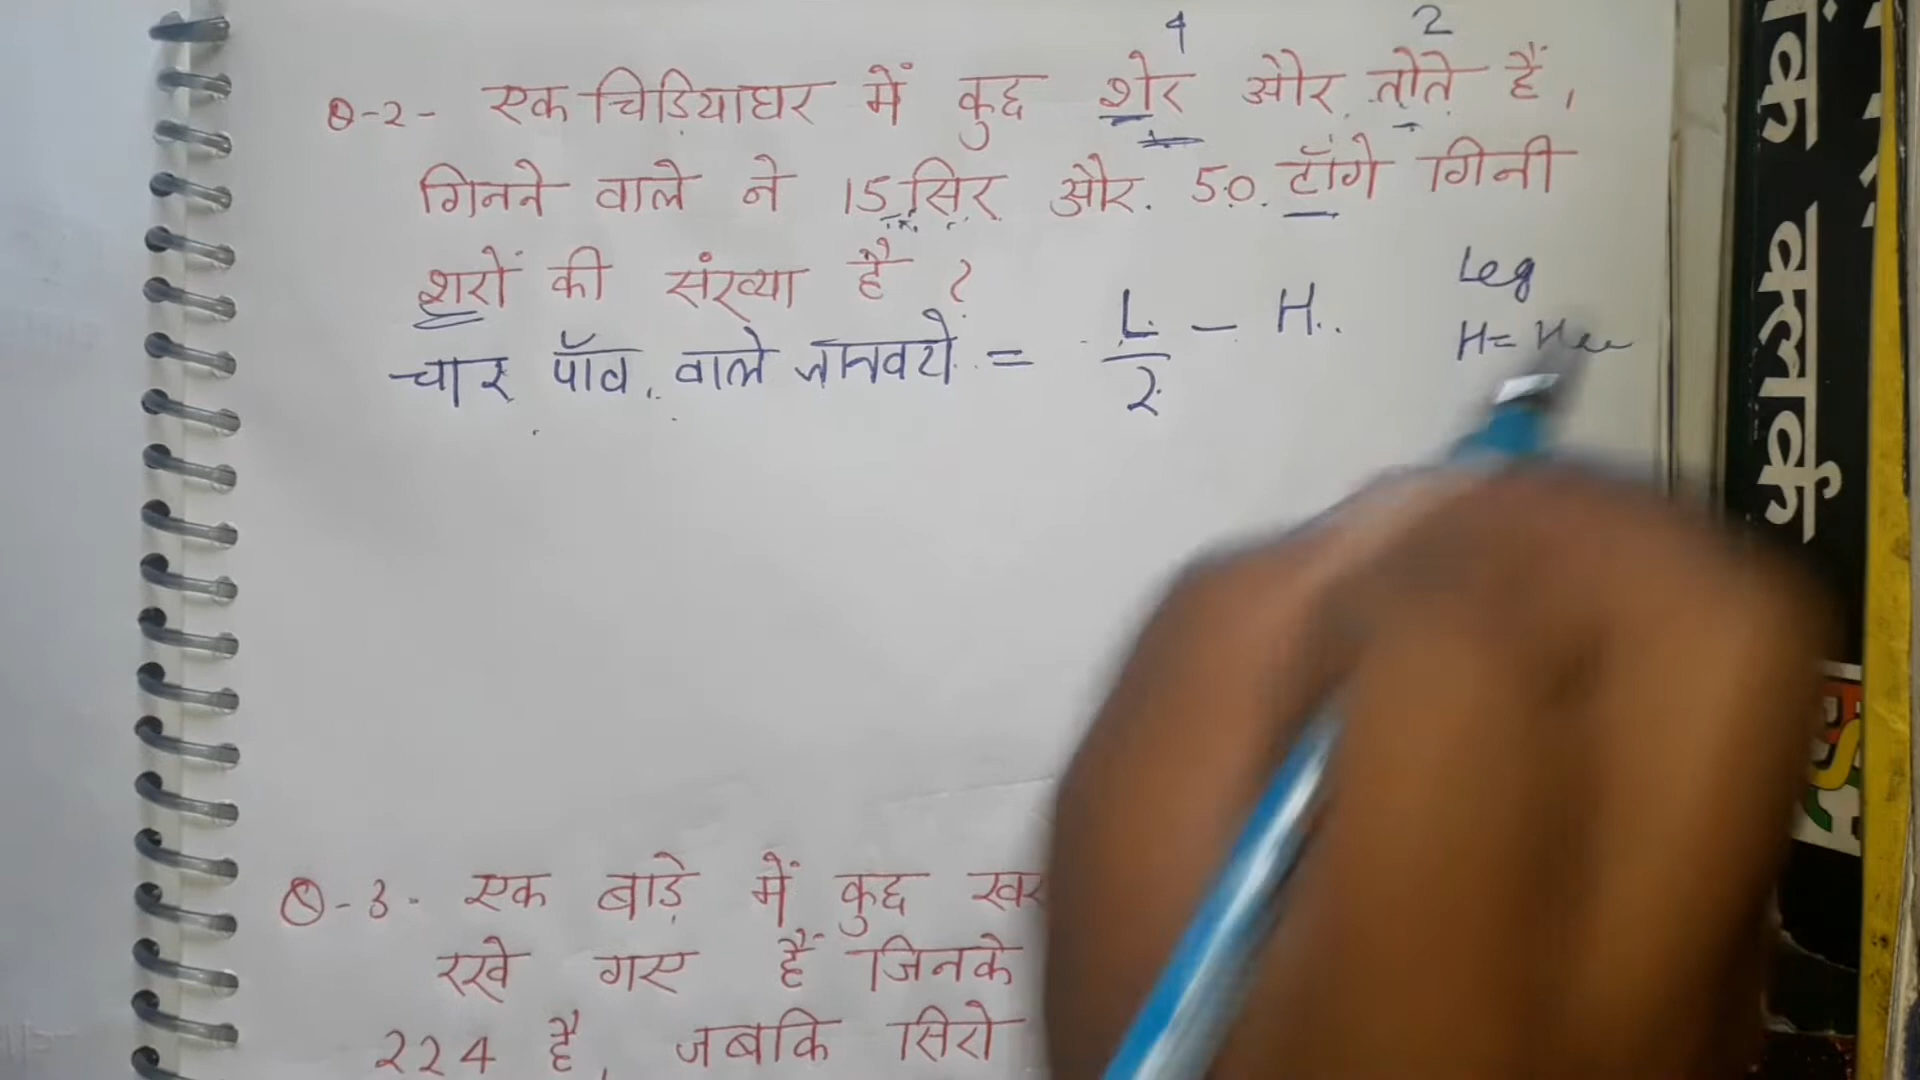 4 2
Q-2- एक चिड़ियाघर में कुछ शेर और तोते हैं,
गिनने वाले ने 15 सिर और 50 टाँगे गिनी
शरों की संख्या है ?
Leg
चार पाँव वाले जानवरो = L/2 - H
H=
Q-3- एक बाड़े में कुछ
रखे गए हैं जिनके
224 है, जबकि सिरो
क्लार्क